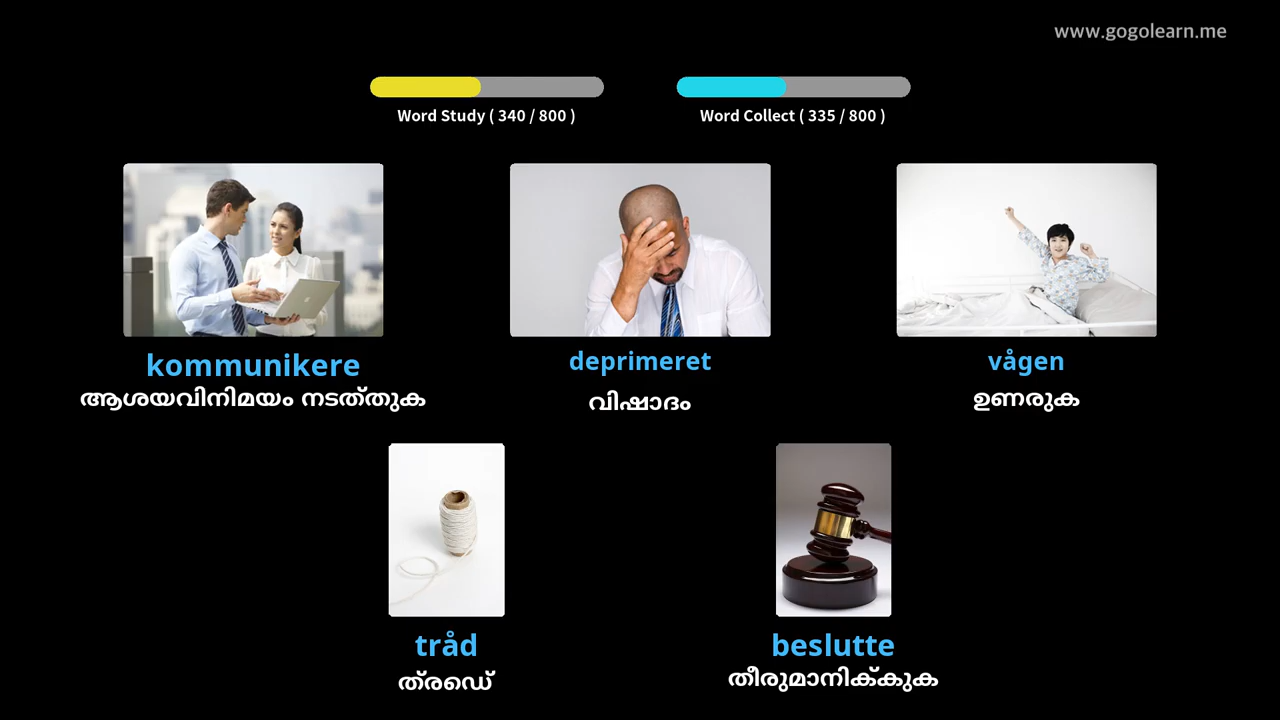 www.gogolearn.me
Word Study ( 340 / 800 )
Word Collect ( 335 / 800 )
kommunikere
ആശയവിനിമയം നടത്തുക
deprimeret
വിഷാദം
vågen
ഉണരുക
tråd
ത്രഡെ്
beslutte
തീരുമാനിക്കുക